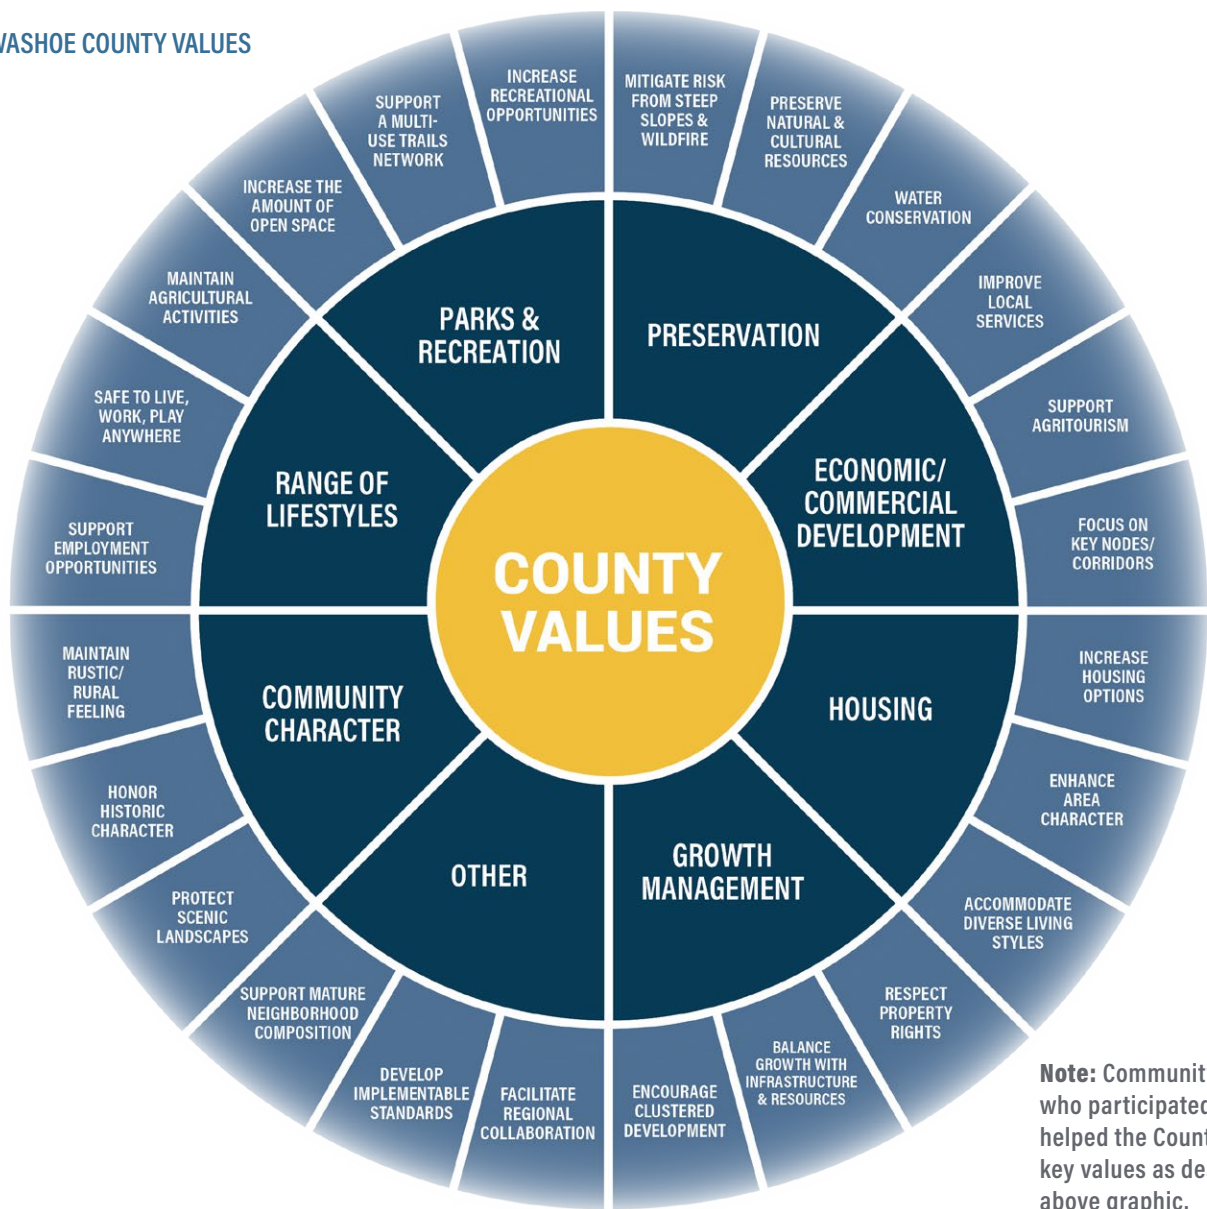 WASHOE COUNTY VALUES
INCREASE
RECREATIONAL
OPPORTUNITIES
MITIGATE RISK
FROM STEEP
SLOPES &
WILDFIRE
SUPPORT
A MULTI-
USE TRAILS
NETWORK
PRESERVE
NATURAL &
CULTURAL
RESOURCES
INCREASE THE
AMOUNT OF
OPEN SPACE
WATER
CONSERVATION
MAINTAIN
AGRICULTURAL
ACTIVITIES
IMPROVE
LOCAL
SERVICES
PARKS &
RECREATION
PRESERVATION
SAFE TO LIVE,
WORK, PLAY
ANYWHERE
SUPPORT
AGRITOURISM
RANGE OF
LIFESTYLES
ECONOMIC/
COMMERCIAL
DEVELOPMENT
SUPPORT
EMPLOYMENT
OPPORTUNITIES
FOCUS ON
KEY NODES/
CORRIDORS
COUNTY
VALUES
MAINTAIN
RUSTIC/
RURAL
FEELING
COMMUNITY
CHARACTER
HOUSING
INCREASE
HOUSING
OPTIONS
HONOR
HISTORIC
CHARACTER
ENHANCE
AREA
CHARACTER
OTHER
GROWTH
MANAGEMENT
PROTECT
SCENIC
LANDSCAPES
ACCOMMODATE
DIVERSE LIVING
STYLES
SUPPORT MATURE
NEIGHBORHOOD
COMPOSITION
RESPECT
PROPERTY
RIGHTS
DEVELOP
IMPLEMENTABLE
STANDARDS
FACILITATE
REGIONAL
COLLABORATION
ENCOURAGE
CLUSTERED
DEVELOPMENT
BALANCE
GROWTH WITH
INFRASTRUCTURE
& RESOURCES
Note:
who participated
helped the
key values as
above graphic.